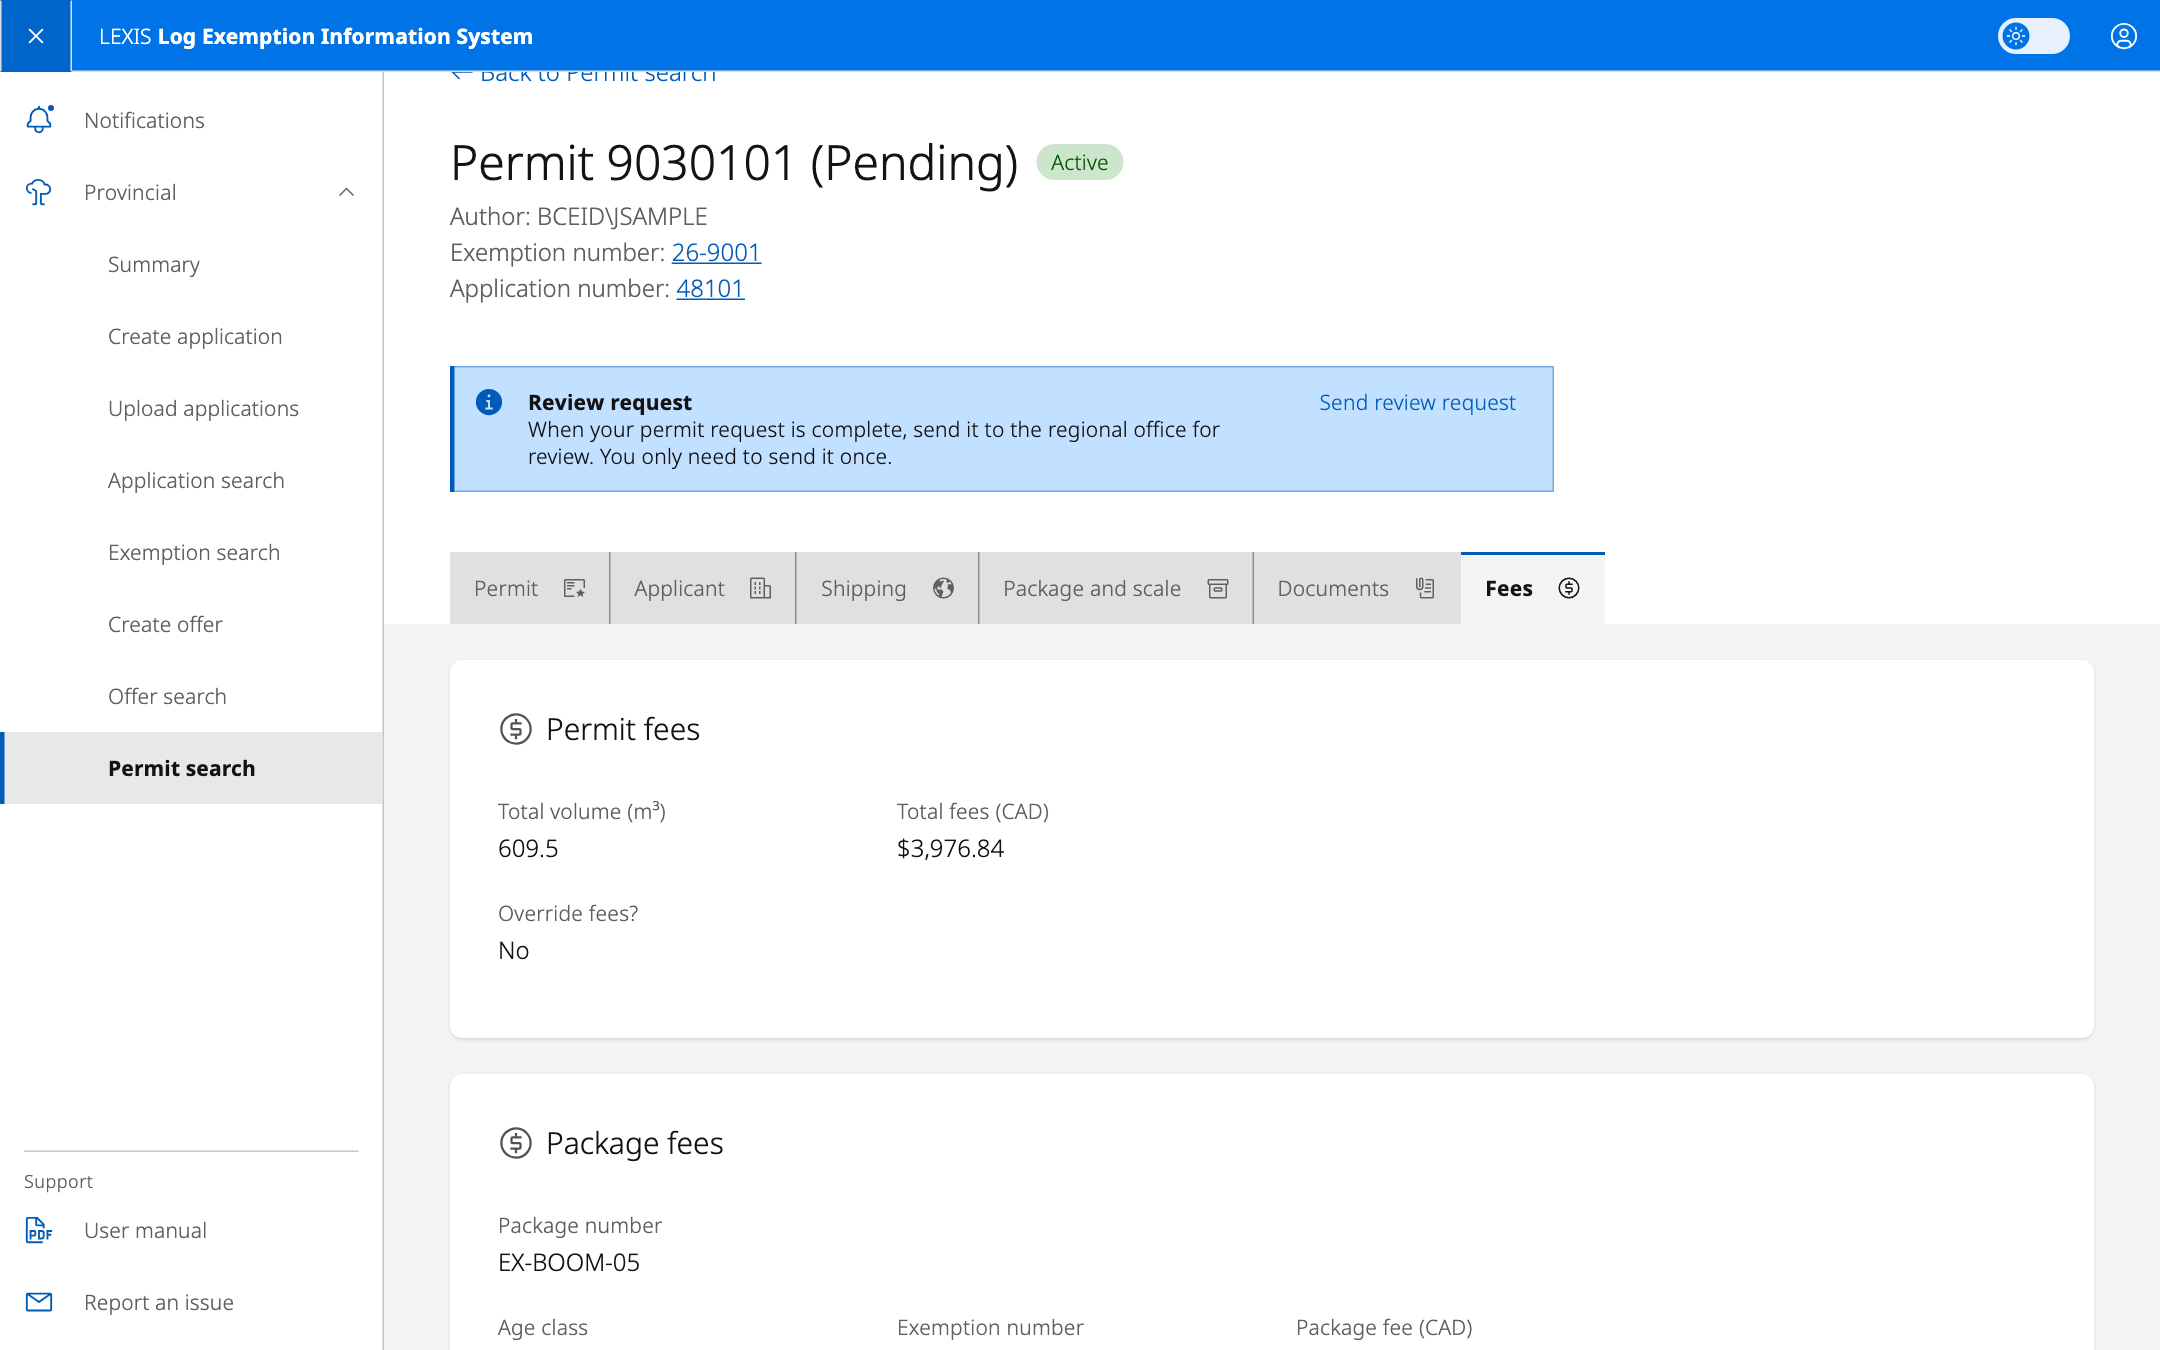 LEXIS Log Exemption Information System
← Back to Permit search
Notifications
Provincial
Summary
Create application
Upload applications
Application search
Exemption search
Create offer
Offer search
Permit search
Support
PDF
User manual
Report an issue
Permit 9030101 (Pending) Active
Author: BCEID\JSAMPLE
Exemption number: 26-9001
Application number: 48101
Review request
Send review request
When your permit request is complete, send it to the regional office for
review. You only need to send it once.
Permit Applicant Shipping Package and scale Documents Fees
Permit fees
Total volume (m³) Total fees (CAD)
609.5 $3,976.84
Override fees?
No
Package fees
Package number
EX-BOOM-05
Age class Exemption number Package fee (CAD)